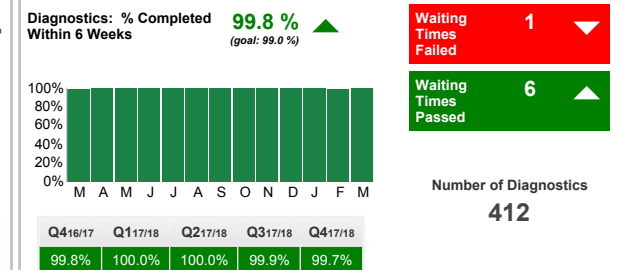 Diagnostics: % Completed
Within 6 Weeks
99.8 %
(goal: 99.0 %)
100%
80%
60%
40%
20%
0%
M A M J J A S O N D J F M
Q416/17 Q117/18 Q217/18 Q317/18 Q417/18
99.8% 100.0% 100.0% 99.9% 99.7%
Waiting
Times
Failed
1
Waiting
Times
Passed
6
Number of Diagnostics
412